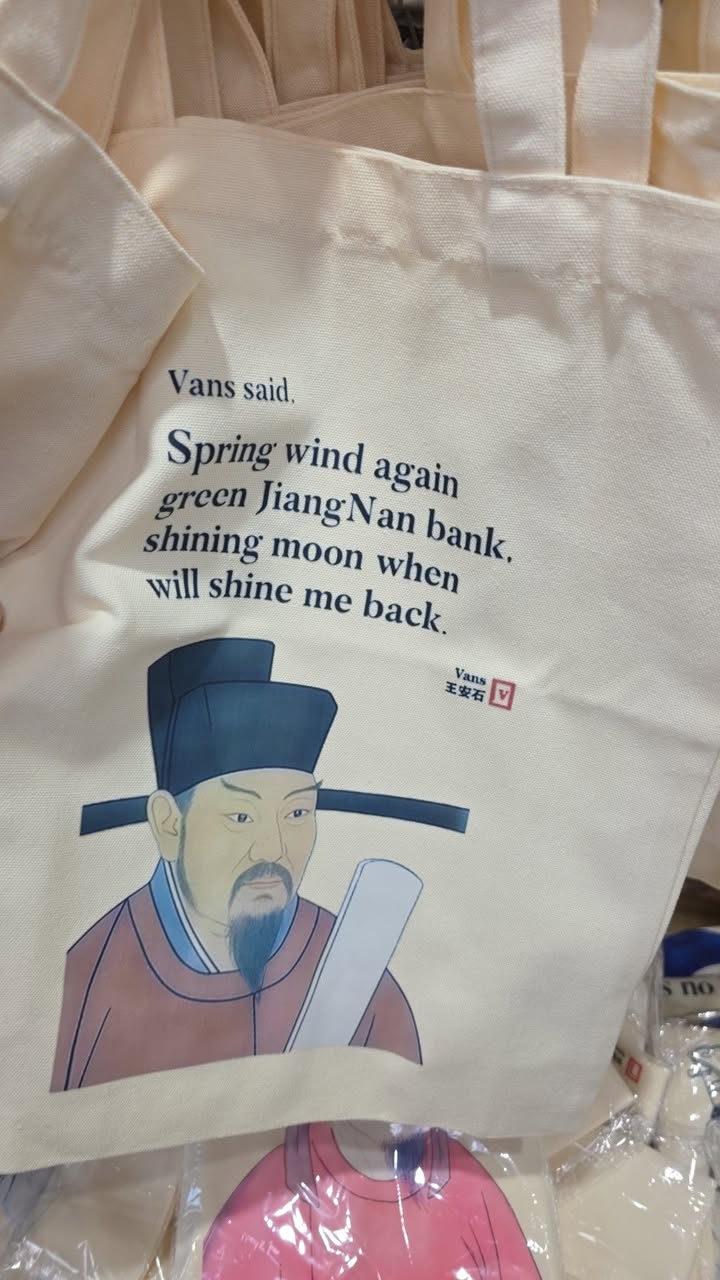 Vans said,
Spring wind again
green JiangNan bank,
shining moon when
will shine me back.
Vans
王安石 V
s no